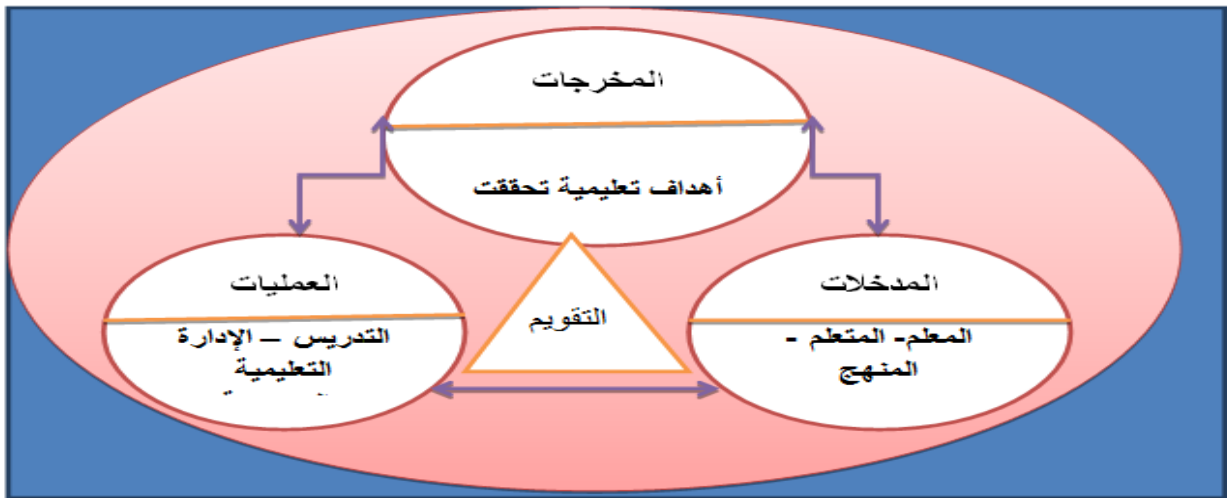 المخرجات
أهداف تعليمية تحققت
المدخلات
المعلم- المتعلم -
المنهج
التقويم
العمليات
التدريس – الإدارة
التعليمية